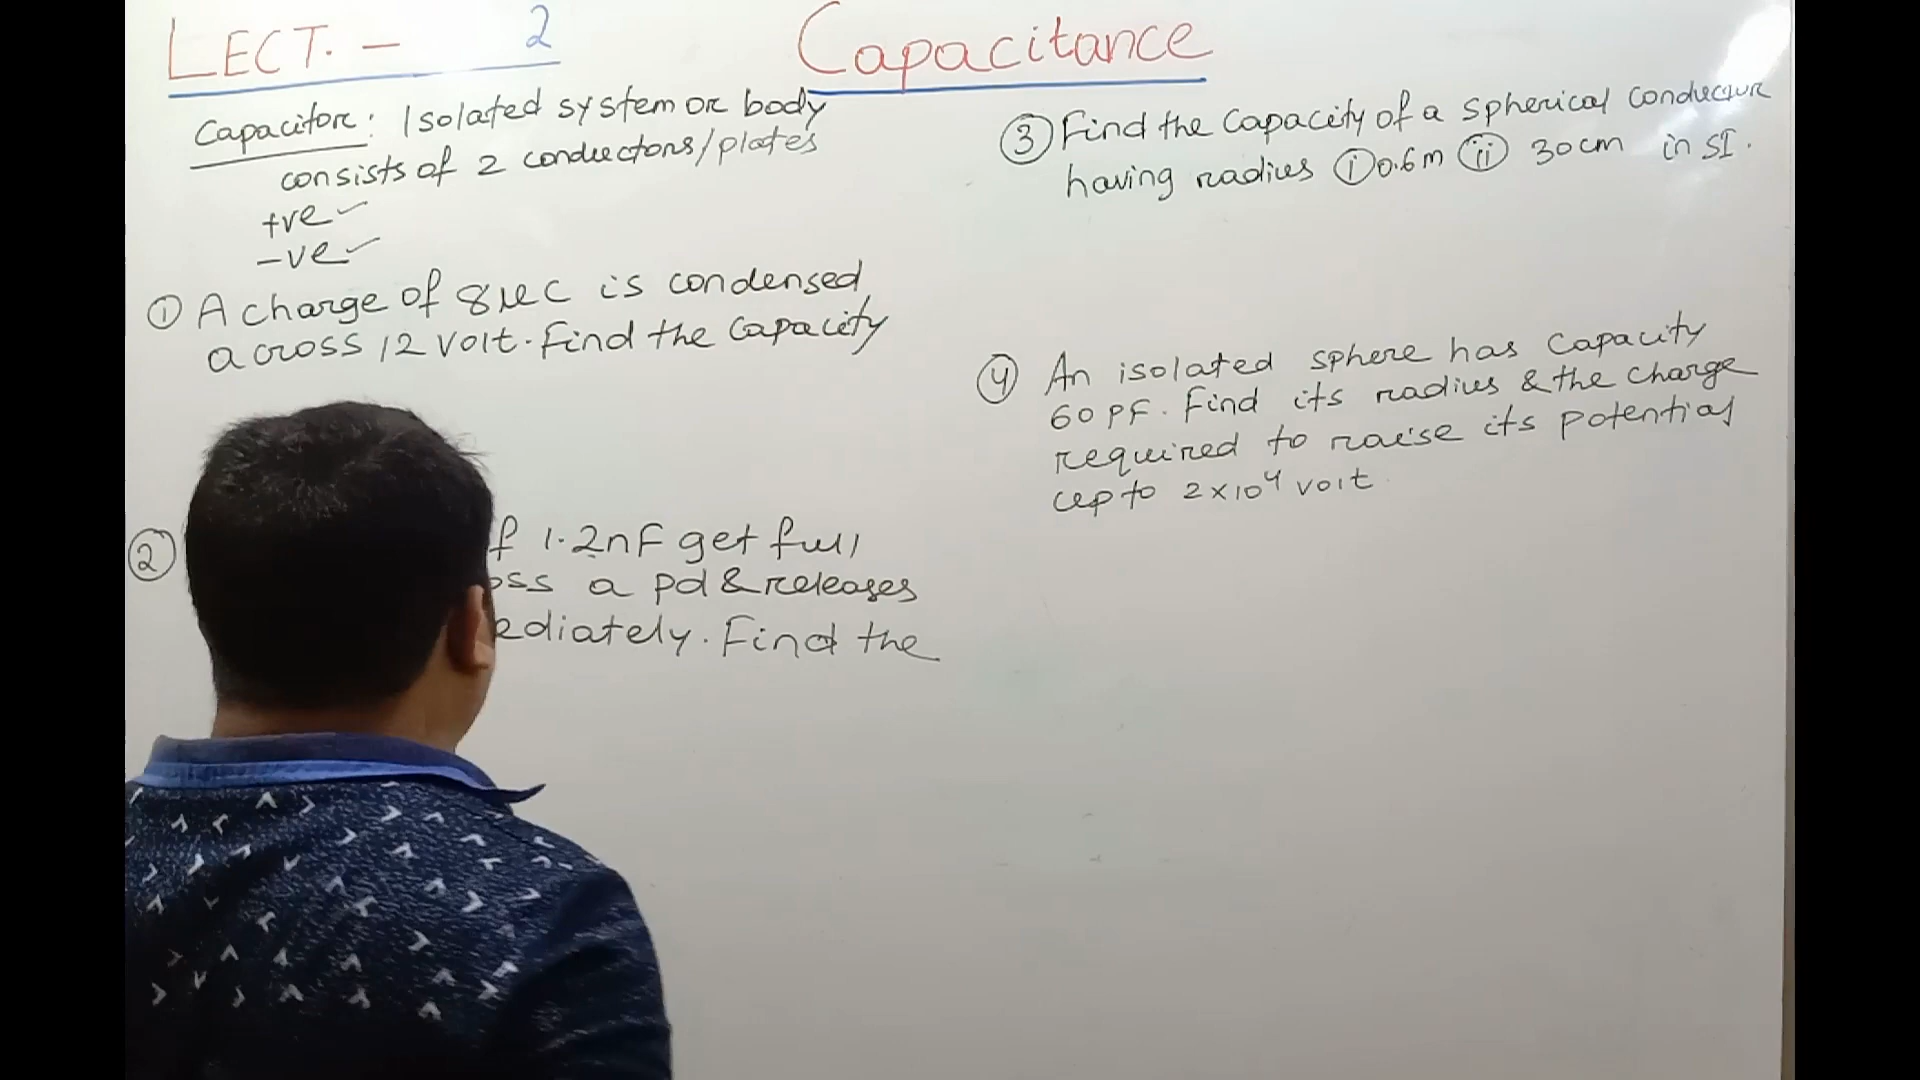 LECT. - 2
Capacitance
Capacitor: Isolated system or body
consists of 2 conductors/plates
+ve ✓
-ve ✓
① A charge of 8μC is condensed
across 12 volt. Find the capacity
② f 1.2nF get full
oss a pd & releases
ediately. Find the
③ Find the capacity of a spherical conductor
having radius ⓘ 0.6m ⓘⓘ 30cm in SI.
④ An isolated sphere has capacity
60 PF. Find its radius & the charge
required to raise its potential
upto 2×10⁴ volt.